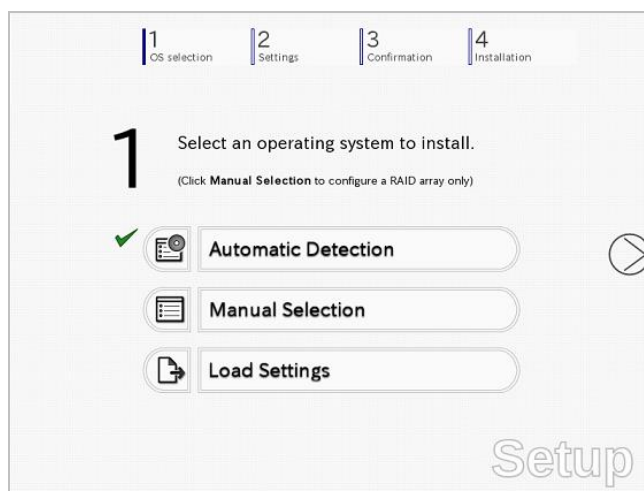 1
OS selection
2
Settings
3
Confirmation
4
Installation
1
Select an operating system to install.
(Click Manual Selection to configure a RAID array only)
Automatic Detection
Manual Selection
Load Settings
Setup